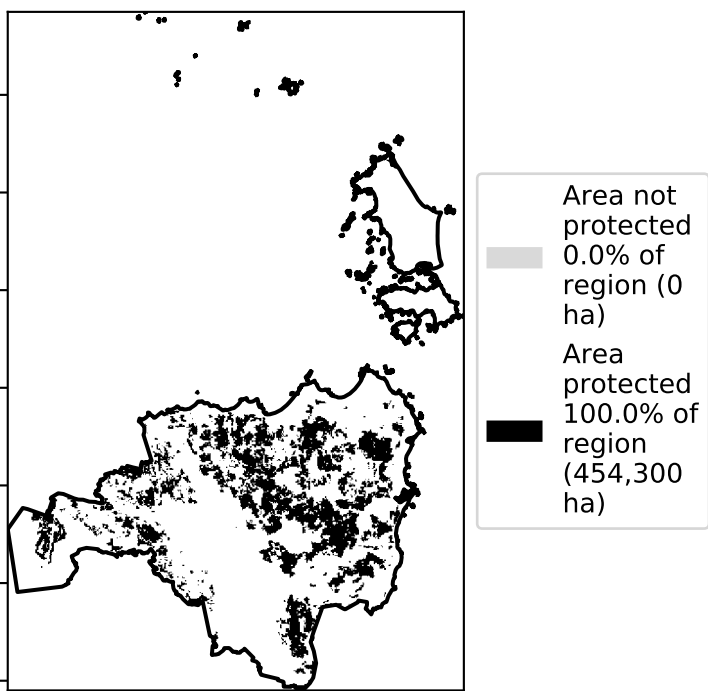 Area not
protected
0.0% of
region (0
ha)
Area
protected
100.0% of
region
(454,300
ha)